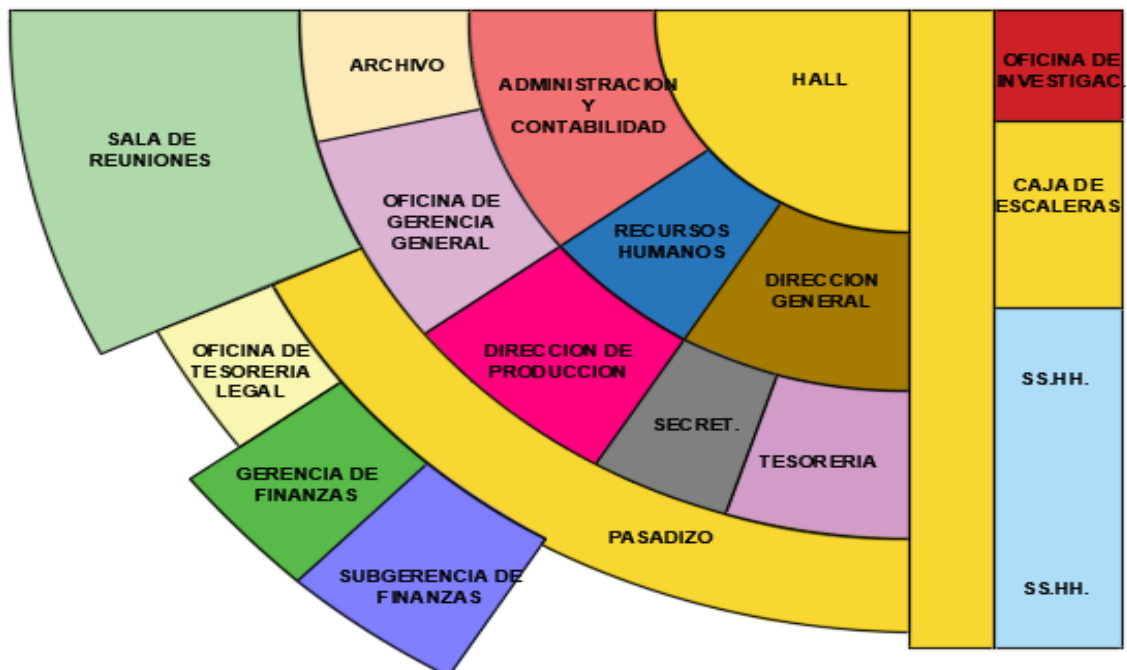 ARCHIVO
ADMINISTRACION
Y
CONTABILIDAD
HALL
OFICINA DE
INVESTIGAC.
SALA DE
REUNIONES
OFICINA DE
GERENCIA
GENERAL
RECURSOS
HUMANOS
CAJA DE
ESCALERAS
DIRECCION
GENERAL
OFICINA DE
TESORERIA
LEGAL
DIRECCION DE
PRODUCCION
SS.HH.
SECRET.
TESORERIA
GERENCIA DE
FINANZAS
PASADIZO
SUBGERENCIA DE
FINANZAS
SS.HH.